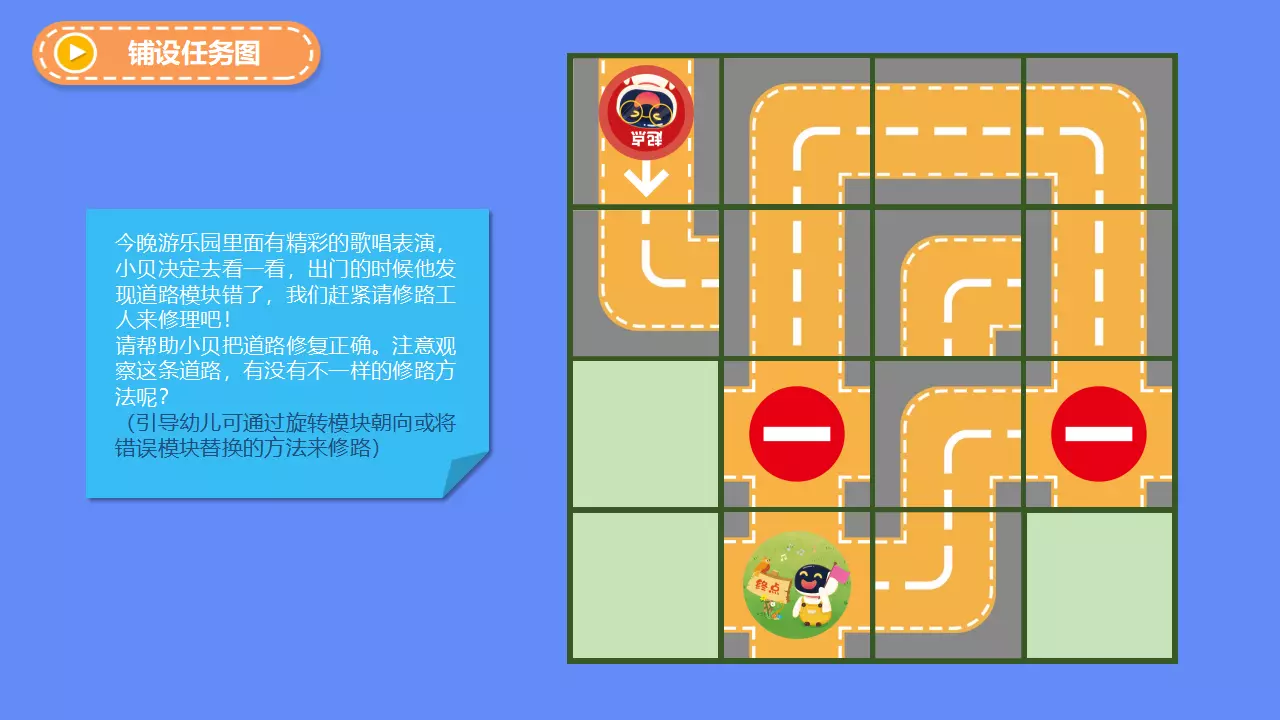 铺设任务图
起点
今晚游乐园里面有精彩的歌唱表演，
小贝决定去看一看，出门的时候他发
现道路模块错了，我们赶紧请修路工
人来修理吧！
请帮助小贝把道路修复正确。注意观
察这条道路，有没有不一样的修路方
法呢？
（引导幼儿可通过旋转模块朝向或将
错误模块替换的方法来修路）
终点